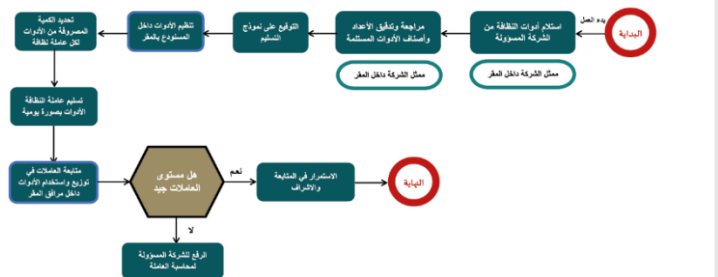 البداية
بدء العمل
استلام أدوات النظافة من
الشركة المسؤولة
ممثل الشركة داخل المقر
مراجعة وتدقيق الأعداد
وأصناف الأدوات المستلمة
ممثل الشركة داخل المقر
التوقيع على نموذج
التسليم
تنظيم الأدوات داخل
المستودع بالمقر
تحديد الكمية
المصروفة من الأدوات
لكل عاملة نظافة
تسليم عاملة النظافة
الأدوات بصورة يومية
متابعة العاملات في
توزيع واستخدام الأدوات
داخل مرافق المقر
هل مستوى
العاملات جيد
نعم
الاستمرار في المتابعة
والاشراف
النهاية
لا
الرفع للشركة المسؤولة
لمحاسبة العاملة